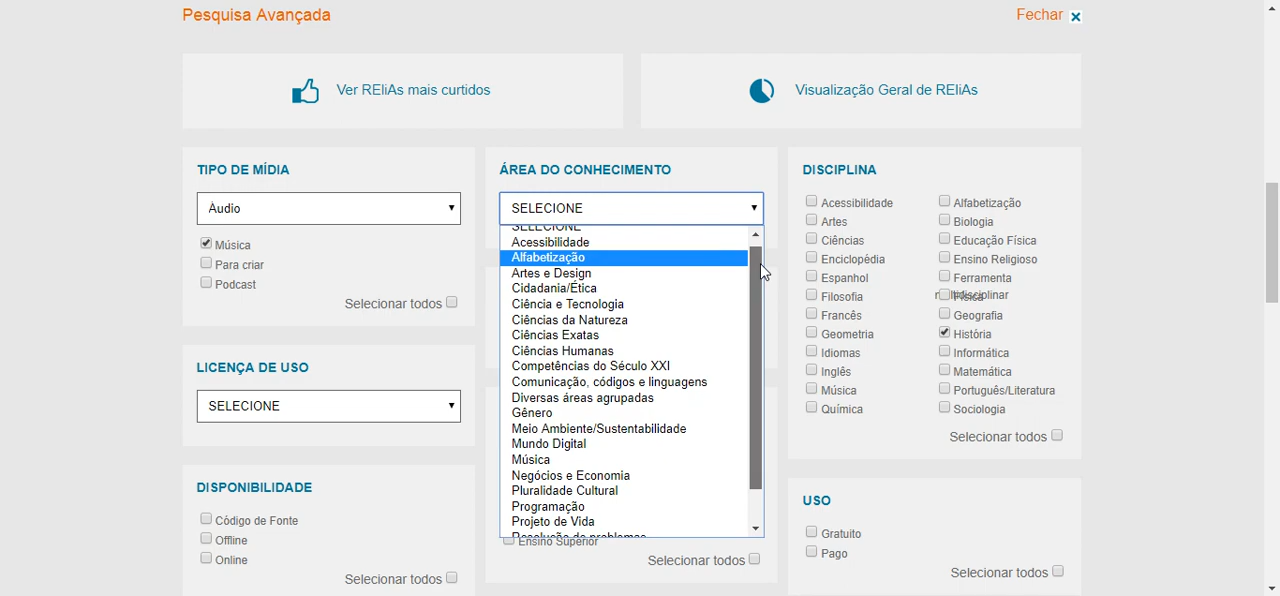 Pesquisa Avançada
Fechar
Ver RELiAs mais curtidos
Visualização Geral de RELiAs
TIPO DE MÍDIA
Áudio
Música
Para criar
Podcast
Selecionar todos
LICENÇA DE USO
SELECIONE
DISPONIBILIDADE
Código de Fonte
Offline
Online
Selecionar todos
ÁREA DO CONHECIMENTO
SELECIONE
SELECIONE
Acessibilidade
Alfabetização
Artes e Design
Cidadania/Ética
Ciência e Tecnologia
Ciências da Natureza
Ciências Exatas
Ciências Humanas
Competências do Século XXI
Comunicação, códigos e linguagens
Diversas áreas agrupadas
Gênero
Meio Ambiente/Sustentabilidade
Mundo Digital
Música
Negócios e Economia
Pluralidade Cultural
Programação
Projeto de Vida
Resolução de problemas
Ensino Superior
Selecionar todos
DISCIPLINA
Acessibilidade Alfabetização
Artes Biologia
Ciências Educação Física
Enciclopédia Ensino Religioso
Espanhol Ferramenta
multidisciplinar
Filosofia Física
Francês Geografia
Geometria História
Idiomas Informática
Inglês Matemática
Música Português/Literatura
Química Sociologia
Selecionar todos
USO
Gratuito
Pago
Selecionar todos